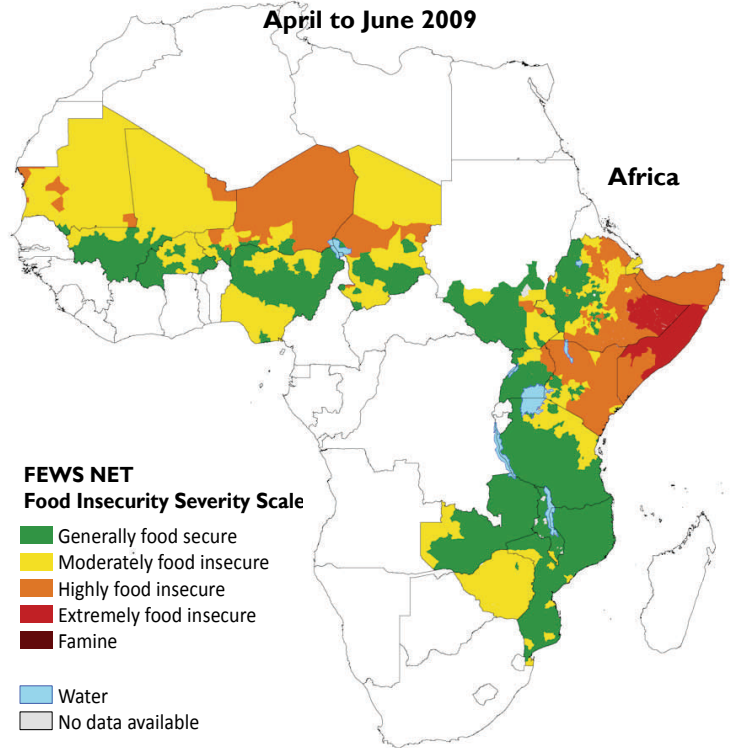 April to June 2009
Africa
FEWS NET
Food Insecurity Severity Scale
Generally food secure
Moderately food insecure
Highly food insecure
Extremely food insecure
Famine
Water
No data available